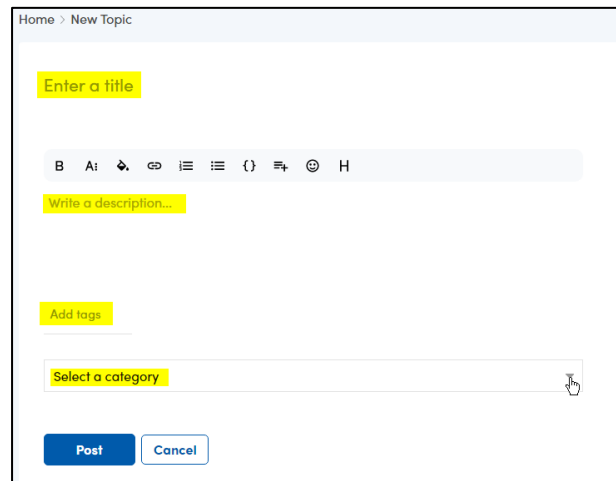 Home > New Topic
Enter a title
B A H
Write a description...
Add tags
Select a category
Post Cancel